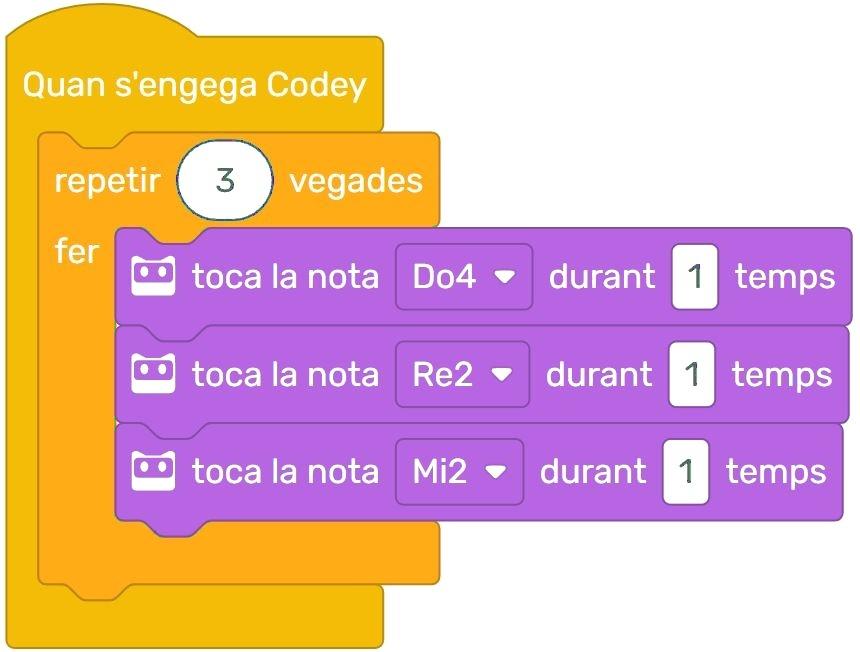 Quan s'engega Codey
repetir 3 vegades
fer
toca la nota Do4 durant 1 temps
toca la nota Re2 durant 1 temps
toca la nota Mi2 durant 1 temps